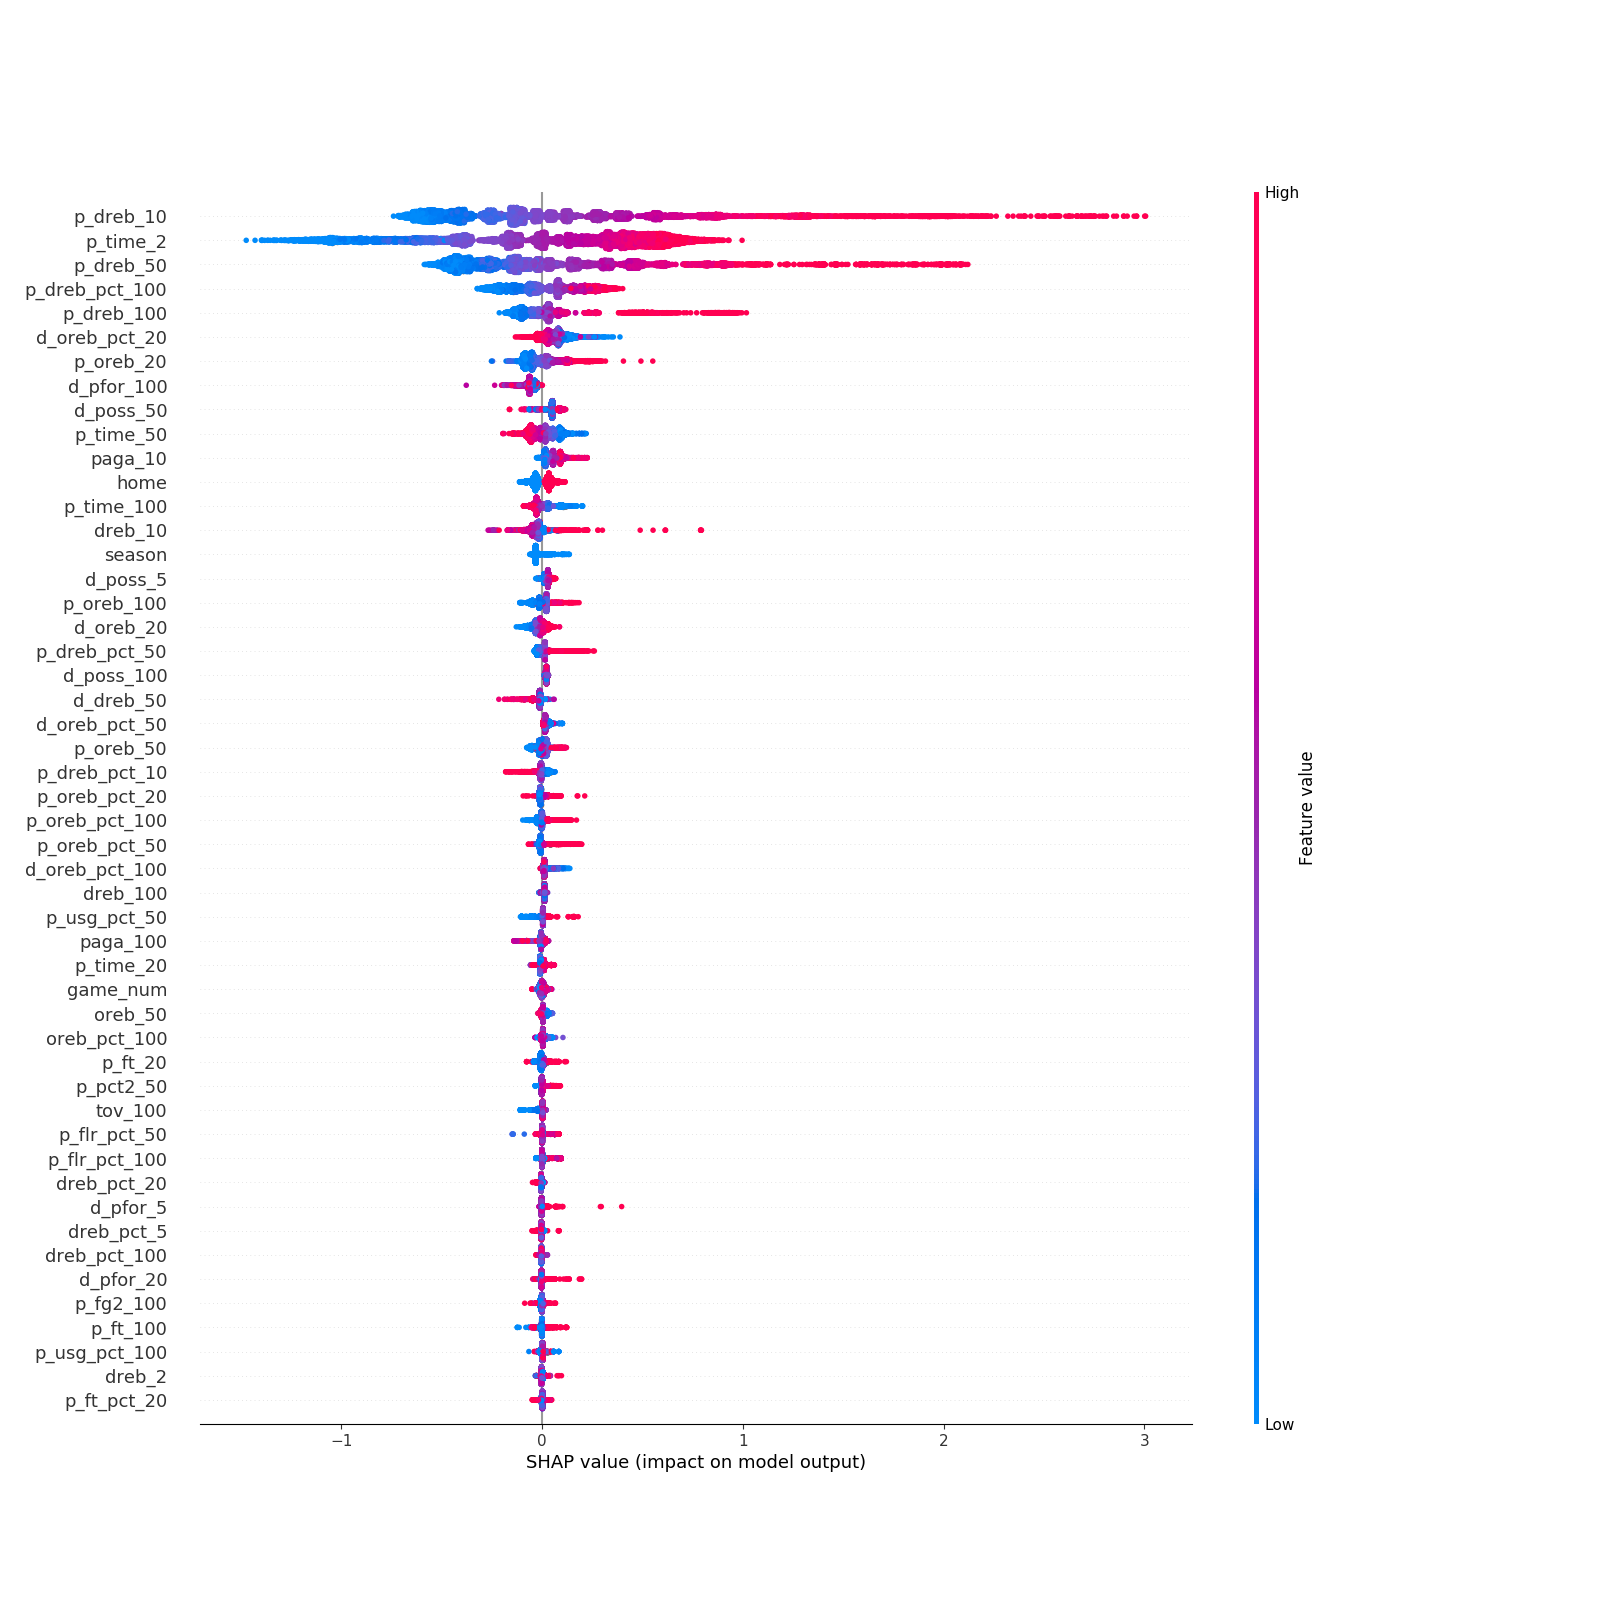 High
p_dreb_10
p_time_2
p_dreb_50
p_dreb_pct_100
p_dreb_100
d_oreb_pct_20
p_oreb_20
d_pfor_100
d_poss_50
p_time_50
paga_10
home
p_time_100
dreb_10
season
d_poss_5
p_oreb_100
d_oreb_20
p_dreb_pct_50
d_poss_100
d_dreb_50
d_oreb_pct_50
p_oreb_50
p_dreb_pct_10
p_oreb_pct_20
p_oreb_pct_100
p_oreb_pct_50
d_oreb_pct_100
dreb_100
p_usg_pct_50
paga_100
p_time_20
game_num
oreb_50
oreb_pct_100
p_ft_20
p_pct2_50
tov_100
p_flr_pct_50
p_flr_pct_100
dreb_pct_20
d_pfor_5
dreb_pct_5
dreb_pct_100
d_pfor_20
p_fg2_100
p_ft_100
p_usg_pct_100
dreb_2
p_ft_pct_20
Feature value
Low
−1 0 1 2 3
SHAP value (impact on model output)